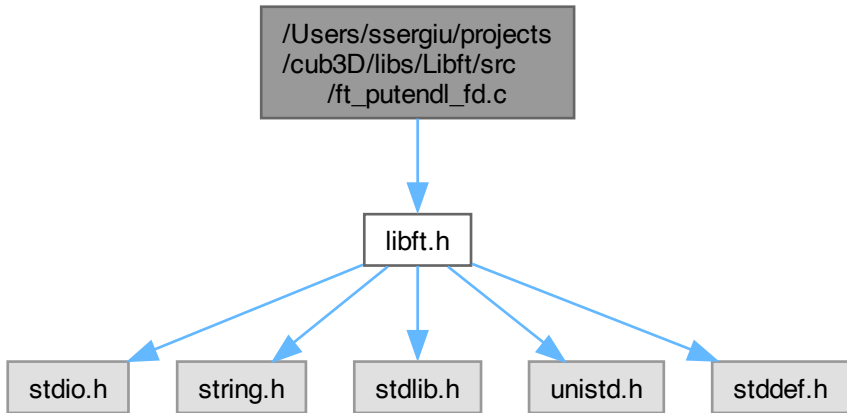 /Users/ssergiu/projects
/cub3D/libs/Libft/src
/ft_putendl_fd.c
libft.h
stdio.h
string.h
stdlib.h
unistd.h
stddef.h